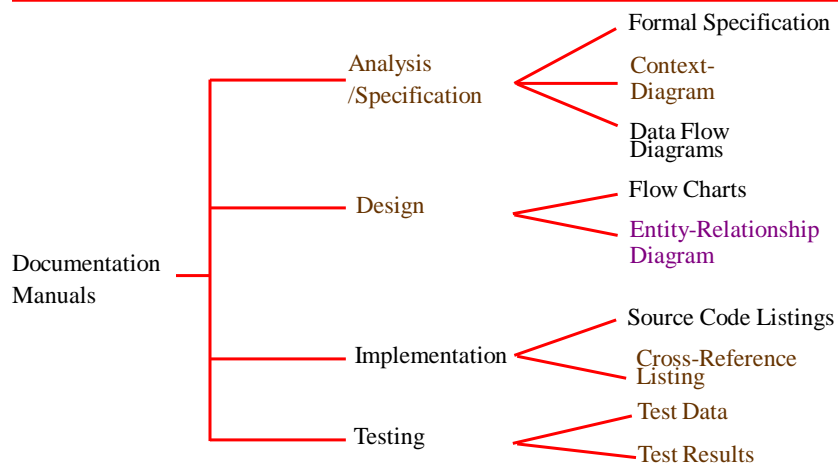 Documentation
Manuals
Analysis
/Specification
Formal Specification
Context-
Diagram
Data Flow
Diagrams
Design
Flow Charts
Entity-Relationship
Diagram
Implementation
Source Code Listings
Cross-Reference
Listing
Testing
Test Data
Test Results